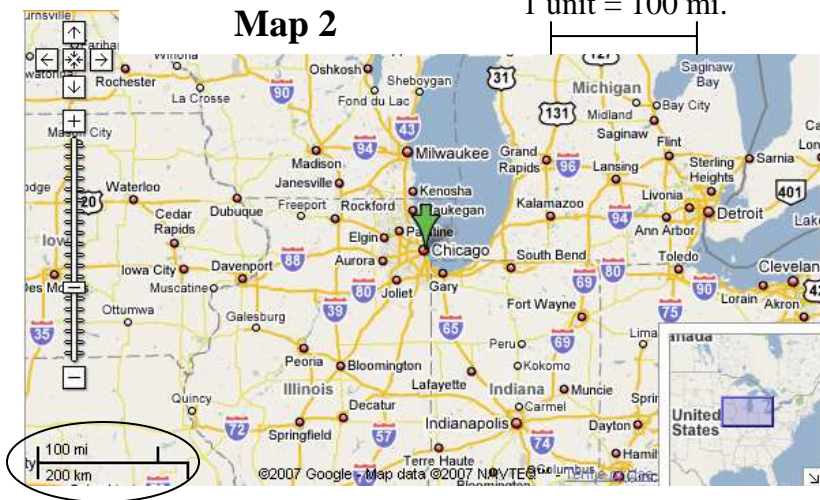 Map 2
1 unit = 100 mi.
Rochester
La Crosse
Oshkosh
Sheboygan
Fond du Lac
90
43
94
31
Michigan
Saginaw
Bay
131
Midland
Bay City
Saginaw
Madison
Milwaukee
Grand
Rapids
96
Flint
Lansing
Sterling
Heights
Sarnia
Janesville
Kenosha
Waterloo
20
Dubuque
Freeport
Rockford
Kalamazoo
94
Livonia
Detroit
401
Ann Arbor
Cedar
Rapids
Elgin
Chicago
Iowa City
Davenport
88
Aurora
South Bend
Toledo
Muscatine
80
Joliet
Gary
69
80
90
Lorain
Akron
Ottumwa
35
Galesburg
39
65
Fort Wayne
75
Lima
Peru
69
Peoria
Bloomington
Kokomo
Illinois
Lafayette
Indiana
Muncie
Quincy
Decatur
Carmel
72
Springfield
57
Indianapolis
74
Dayton
Terre Haute
United
States
100 mi
200 km
©2007 Google - Map data ©2007 NAVTEQ